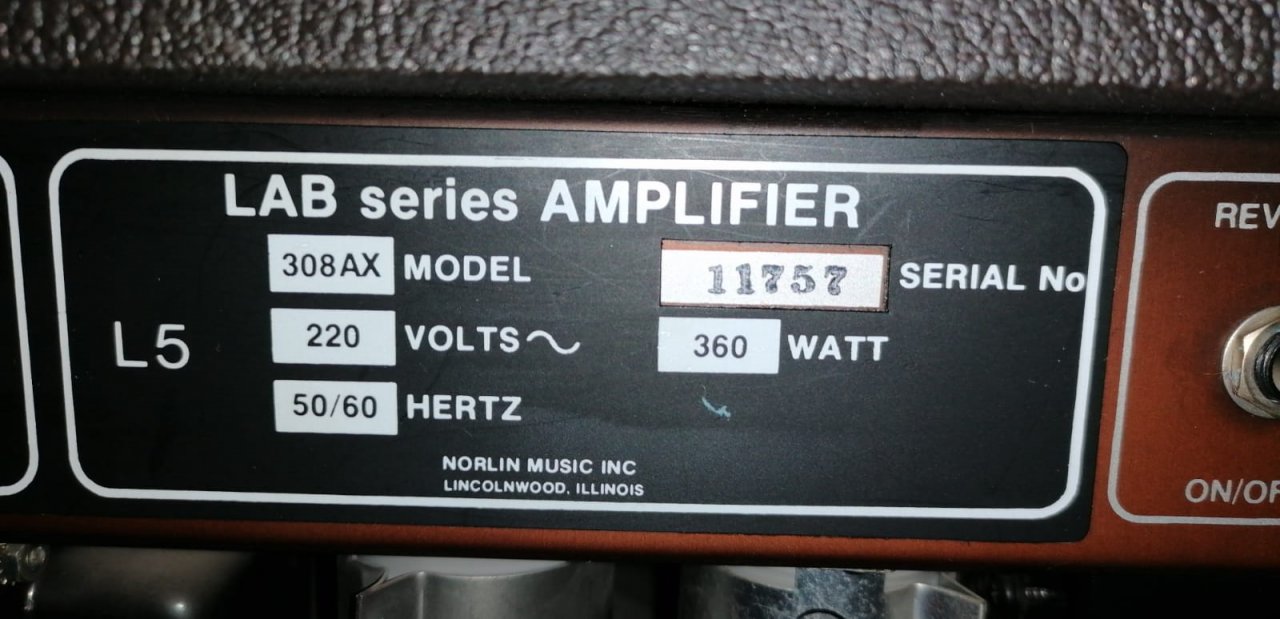 LAB series AMPLIFIER
308AX MODEL 11757 SERIAL No
L5 220 VOLTS 360 WATT
50/60 HERTZ
NORLIN MUSIC INC
LINCOLNWOOD, ILLINOIS